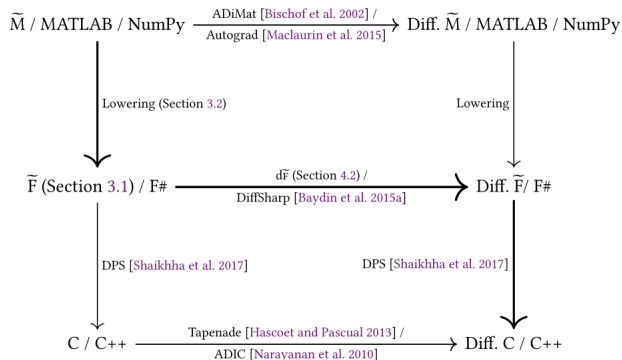 ADiMat [Bischof et al. 2002] /
M̃ / MATLAB / NumPy
Diff. M̃ / MATLAB / NumPy
Autograd [Maclaurin et al. 2015]
Lowering (Section 3.2)
Lowering
d͠f (Section 4.2) /
F̃ (Section 3.1) / F#
Diff. F̃/ F#
DiffSharp [Baydin et al. 2015a]
DPS [Shaikhha et al. 2017]
DPS [Shaikhha et al. 2017]
Tapenade [Hascoet and Pascual 2013] /
C / C++
Diff. C / C++
ADIC [Narayanan et al. 2010]